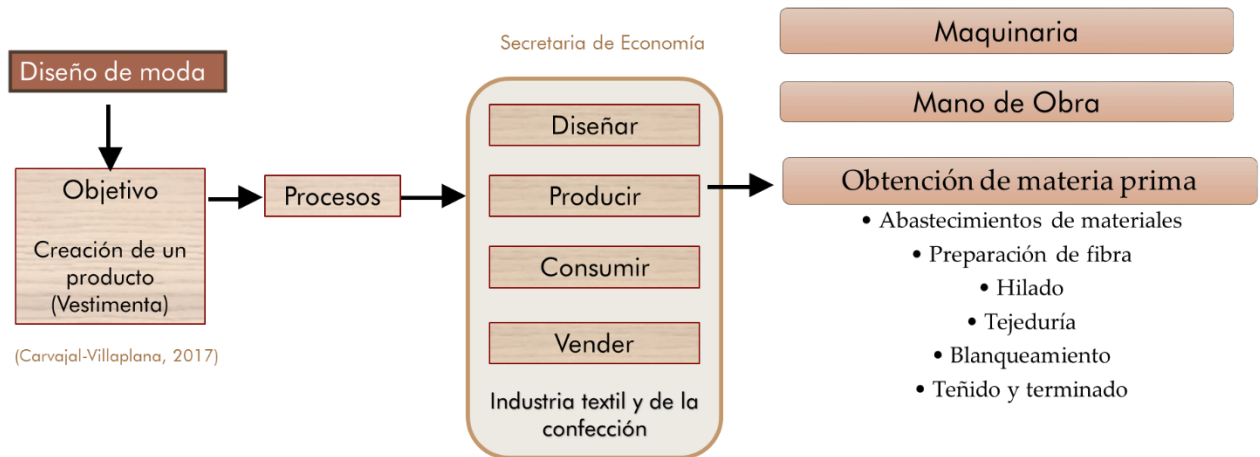 Diseño de moda
Objetivo
Creación de un
producto
(Vestimenta)
(Carvajal-Villaplana, 2017)
Procesos
Secretaria de Economía
Diseñar
Producir
Consumir
Vender
Industria textil y de la
confección
Maquinaria
Mano de Obra
Obtención de materia prima
• Abastecimientos de materiales
• Preparación de fibra
• Hilado
• Tejeduría
• Blanqueamiento
• Teñido y terminado